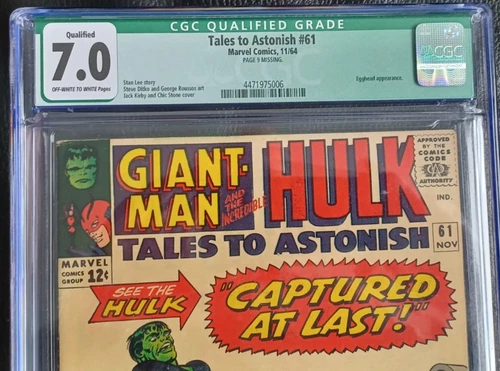 CGC QUALIFIED GRADE
Qualified
7.0
OFF-WHITE TO WHITE Pages
Tales to Astonish #61
Marvel Comics, 11/64
PAGE 9 MISSING.
Stan Lee story
Steve Ditko and George Roussos art
Jack Kirby and Chic Stone cover
Egghead appearance.
4471975006
CGC
GIANT-
MAN
AND
THE
INCREDIBLE
HULK
TALES TO ASTONISH
APPROVED
BY THE
COMICS
CODE
AUTHORITY
IND.
61
NOV
MARVEL
COMICS
GROUP
12¢
SEE THE
HULK
"CAPTURED
AT LAST!"